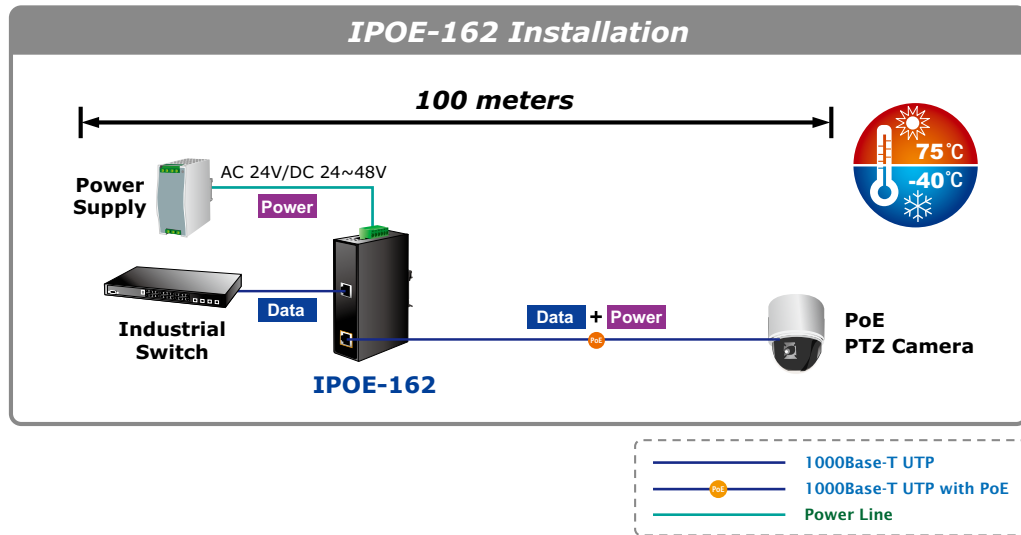 IPOE-162 Installation
100 meters
75°C
-40°C
Power
Supply
AC 24V/DC 24~48V
Power
Industrial
Switch
Data
IPOE-162
Data + Power
PoE
PoE
PTZ Camera
1000Base-T UTP
PoE
1000Base-T UTP with PoE
Power Line